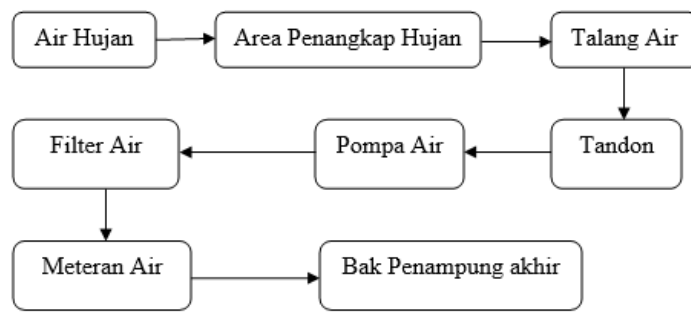 Air Hujan
Area Penangkap Hujan
Talang Air
Filter Air
Pompa Air
Tandon
Meteran Air
Bak Penampung akhir